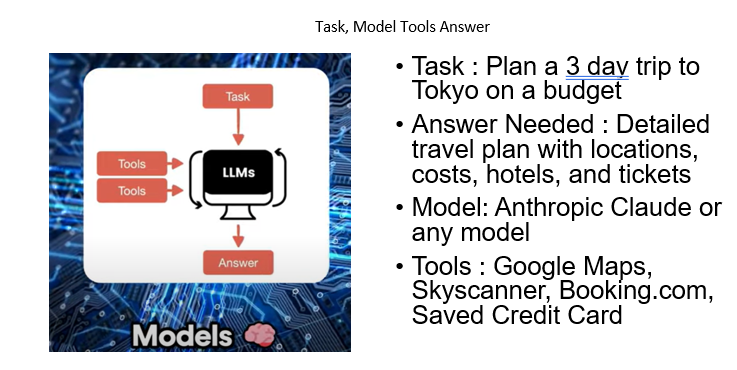 Task, Model Tools Answer
Task
Tools
Tools
LLMs
Answer
Models
• Task : Plan a 3 day trip to
Tokyo on a budget
• Answer Needed : Detailed
travel plan with locations,
costs, hotels, and tickets
• Model: Anthropic Claude or
any model
• Tools : Google Maps,
Skyscanner, Booking.com,
Saved Credit Card